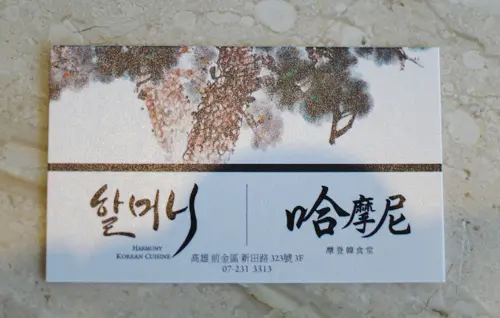 할머니
HARMONY
KOREAN CUISINE
哈摩尼
摩登韓食堂
高雄 前金區 新田路 323號 3F
07-231 3313